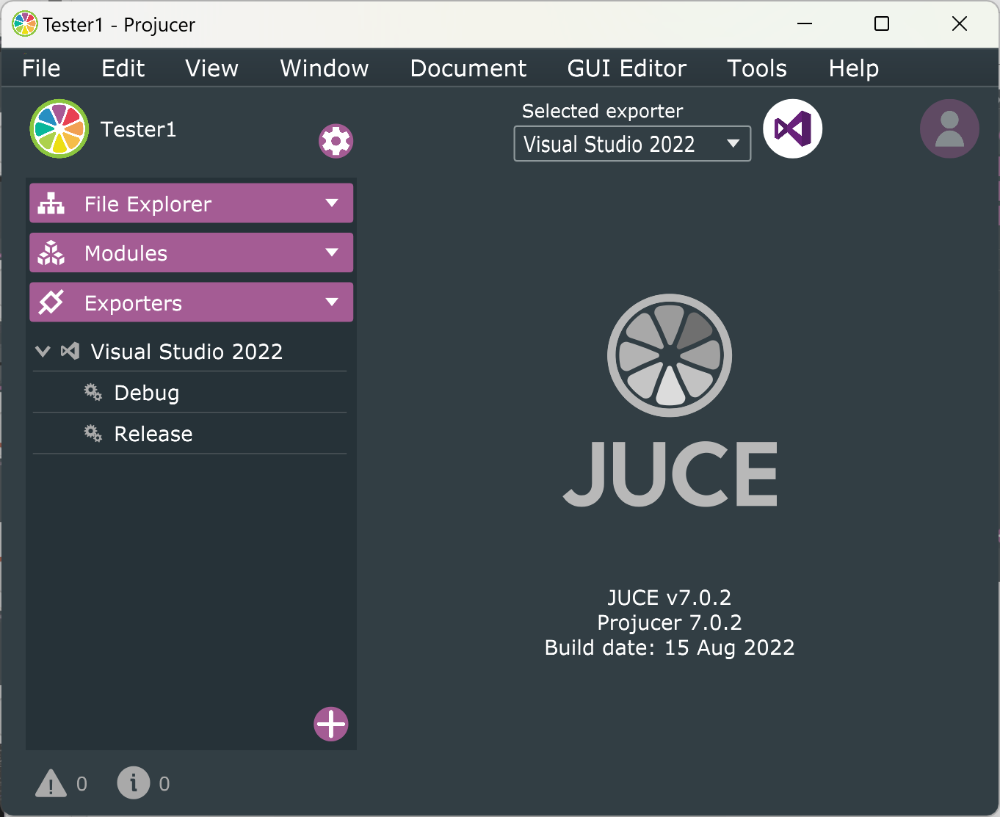 Tester1 - Projucer
File Edit View Window Document GUI Editor Tools Help
Tester1
Selected exporter
Visual Studio 2022
File Explorer
Modules
Exporters
Visual Studio 2022
Debug
Release
JUCE
JUCE v7.0.2
Projucer 7.0.2
Build date: 15 Aug 2022
0 0